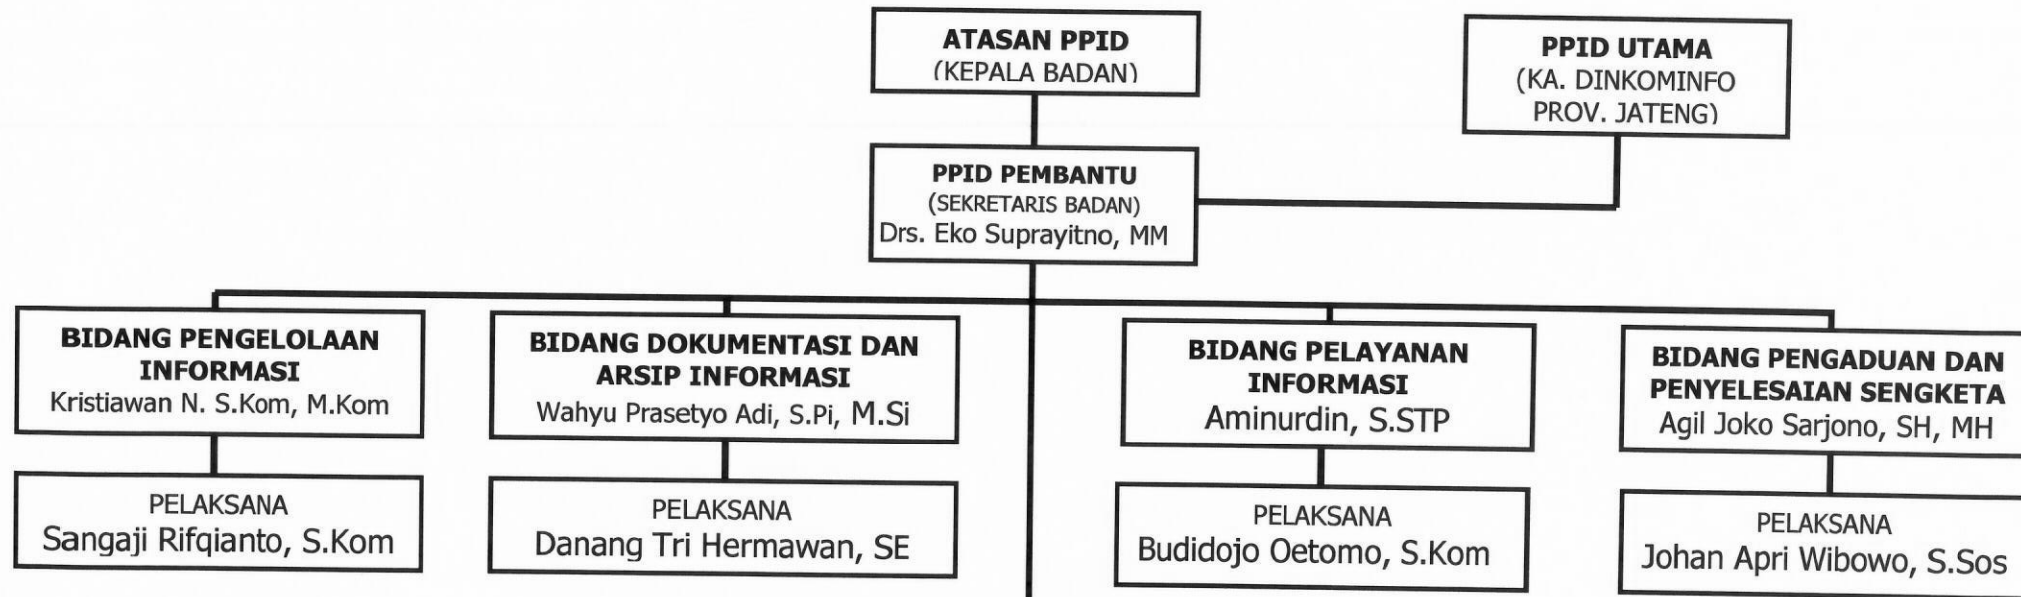 ATASAN PPID
(KEPALA BADAN)
PPID UTAMA
(KA. DINKOMINFO
PROV. JATENG)
PPID PEMBANTU
(SEKRETARIS BADAN)
Drs. Eko Suprayitno, MM
BIDANG PENGELOLAAN
INFORMASI
Kristiawan N. S.Kom, M.Kom
BIDANG DOKUMENTASI DAN
ARSIP INFORMASI
Wahyu Prasetyo Adi, S.Pi, M.Si
BIDANG PELAYANAN
INFORMASI
Aminurdin, S.STP
BIDANG PENGADUAN DAN
PENYELESAIAN SENGKETA
Agil Joko Sarjono, SH, MH
PELAKSANA
Sangaji Rifqianto, S.Kom
PELAKSANA
Danang Tri Hermawan, SE
PELAKSANA
Budidojo Oetomo, S.Kom
PELAKSANA
Johan Apri Wibowo, S.Sos